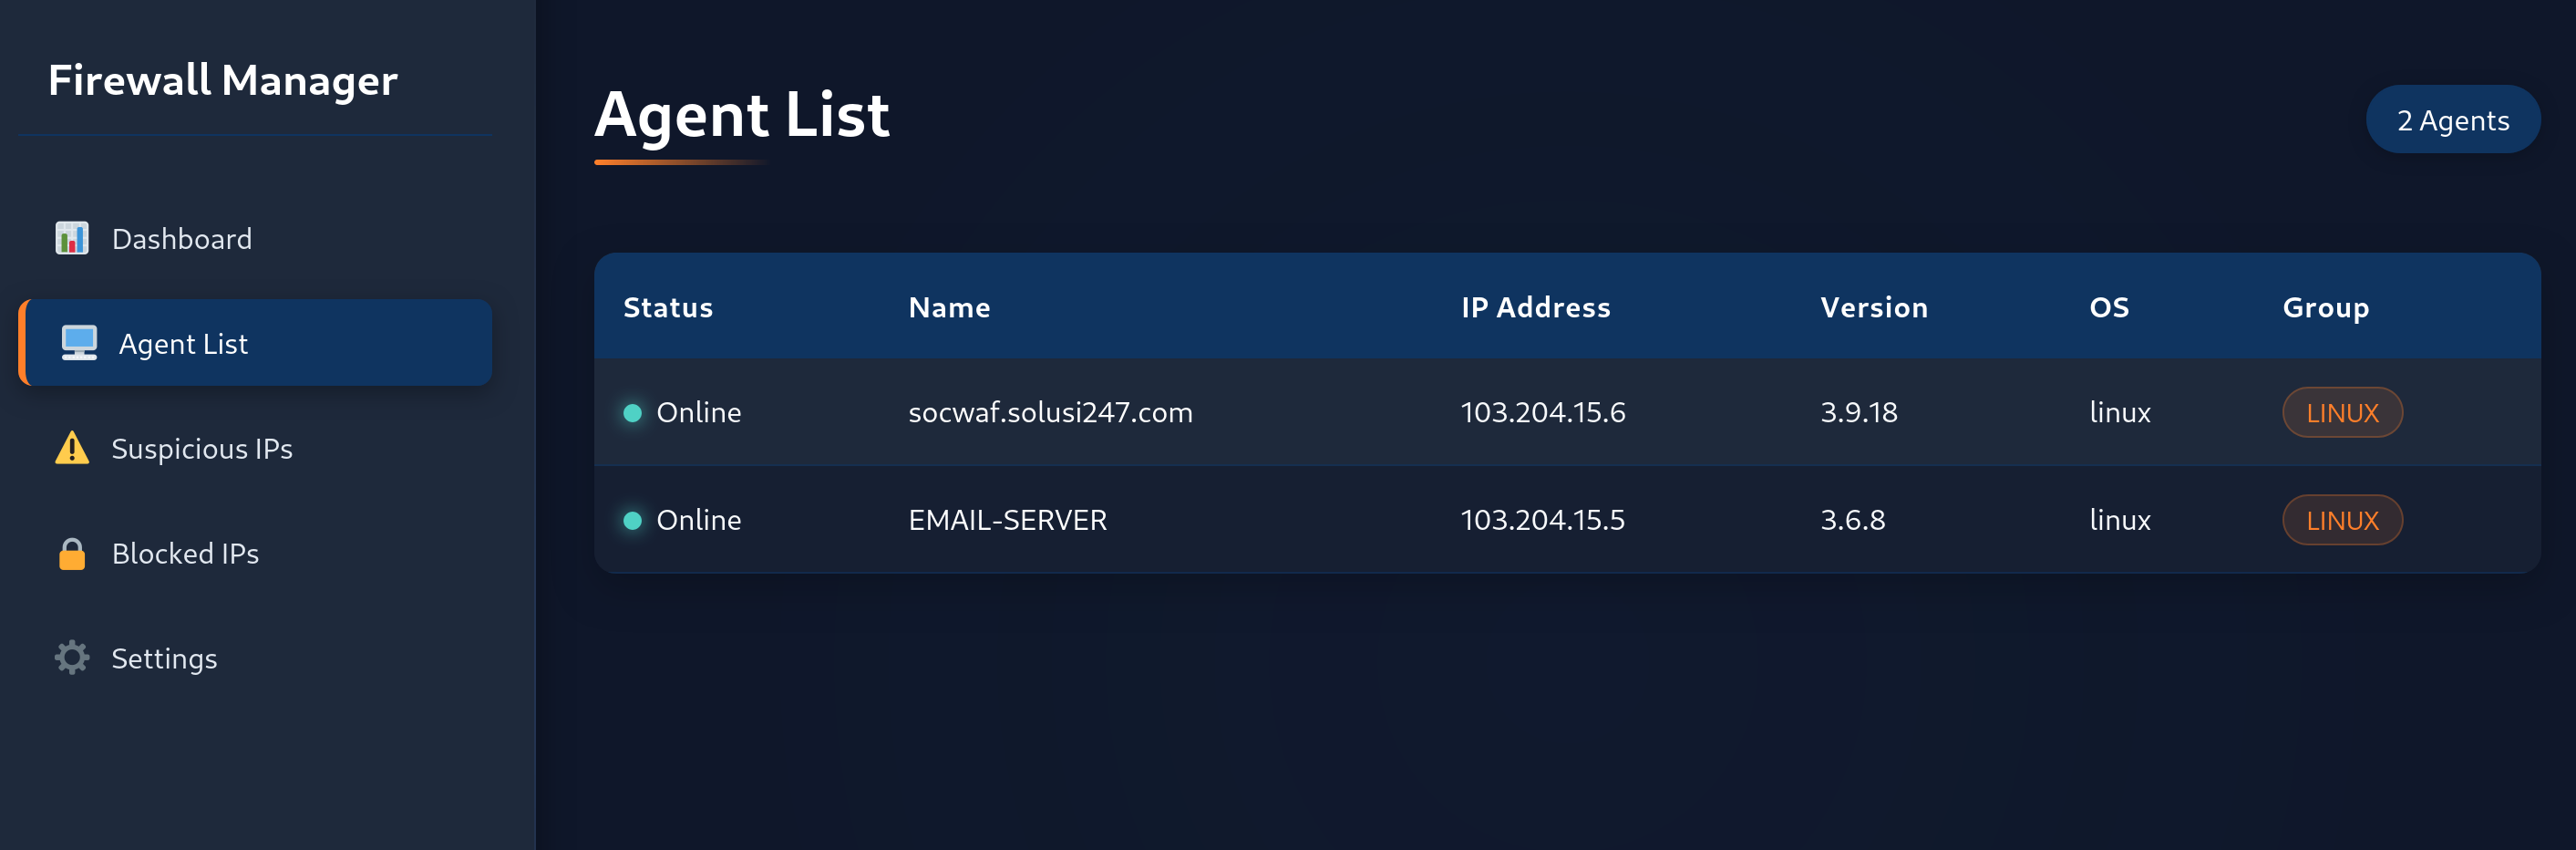 Firewall Manager
Dashboard
Agent List
Suspicious IPs
Blocked IPs
Settings
Agent List
2 Agents
Status Name IP Address Version OS Group
Online socwaf.solusi247.com 103.204.15.6 3.9.18 linux LINUX
Online EMAIL-SERVER 103.204.15.5 3.6.8 linux LINUX